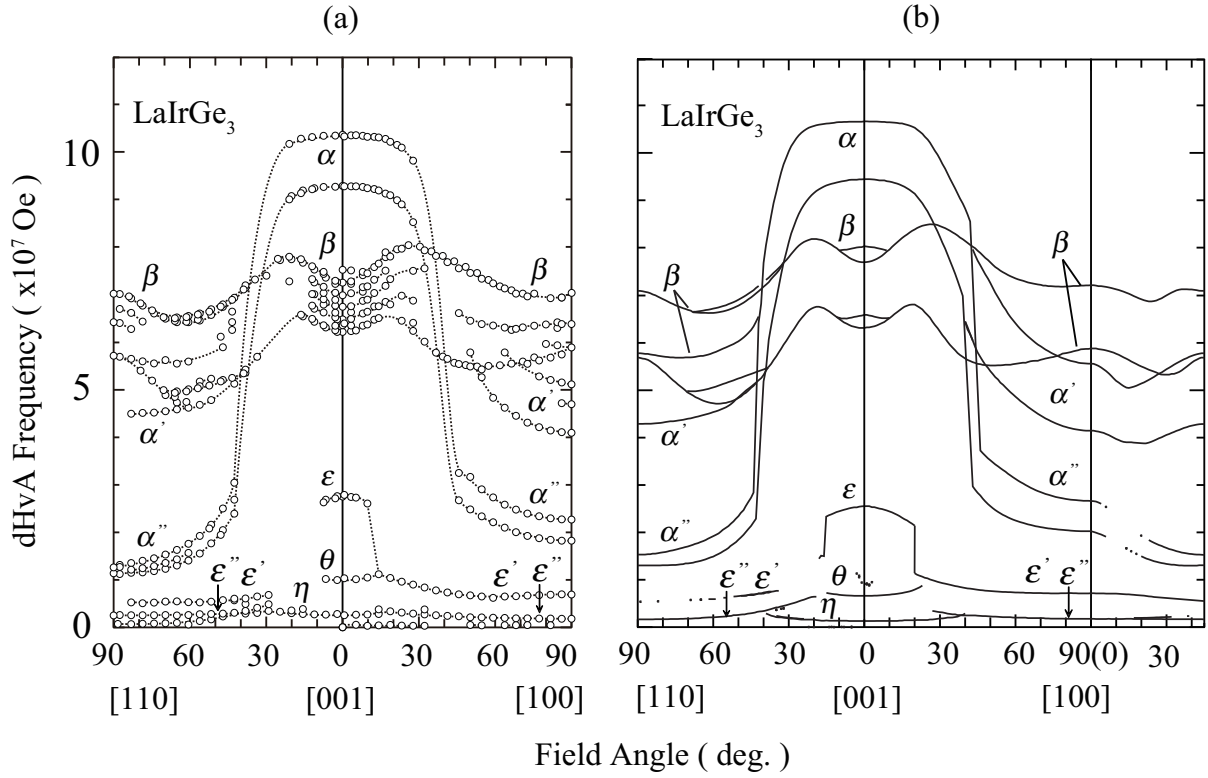 (a)
(b)
LaIrGe3
LaIrGe3
10
5
0
dHvA Frequency ( x10⁷ Oe )
α
β
β
β
α'
α'
α''
α''
ε
θ
η
ε'' ε'
ε' ε''
α
β
β
β
α'
α'
α''
α''
ε
θ
η
ε'' ε'
ε' ε''
90 60 30 0 30 60 90
90 60 30 0 30 60 90(0) 30
[110] [001] [100]
[110] [001] [100]
Field Angle ( deg. )